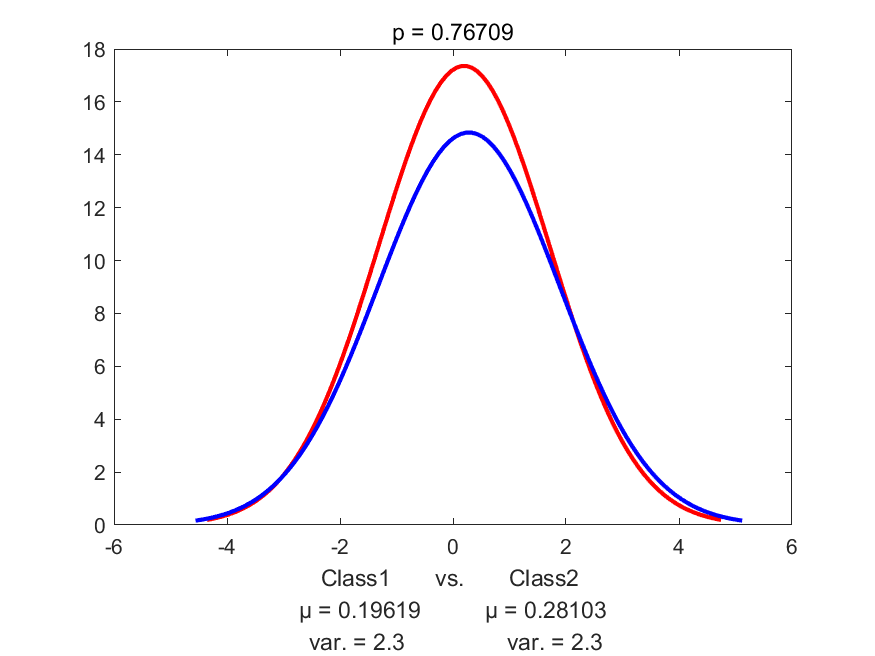 p = 0.76709
18
16
14
12
10
8
6
4
2
0
-6 -4 -2 0 2 4 6
Class1 vs. Class2
μ = 0.19619 μ = 0.28103
var. = 2.3 var. = 2.3